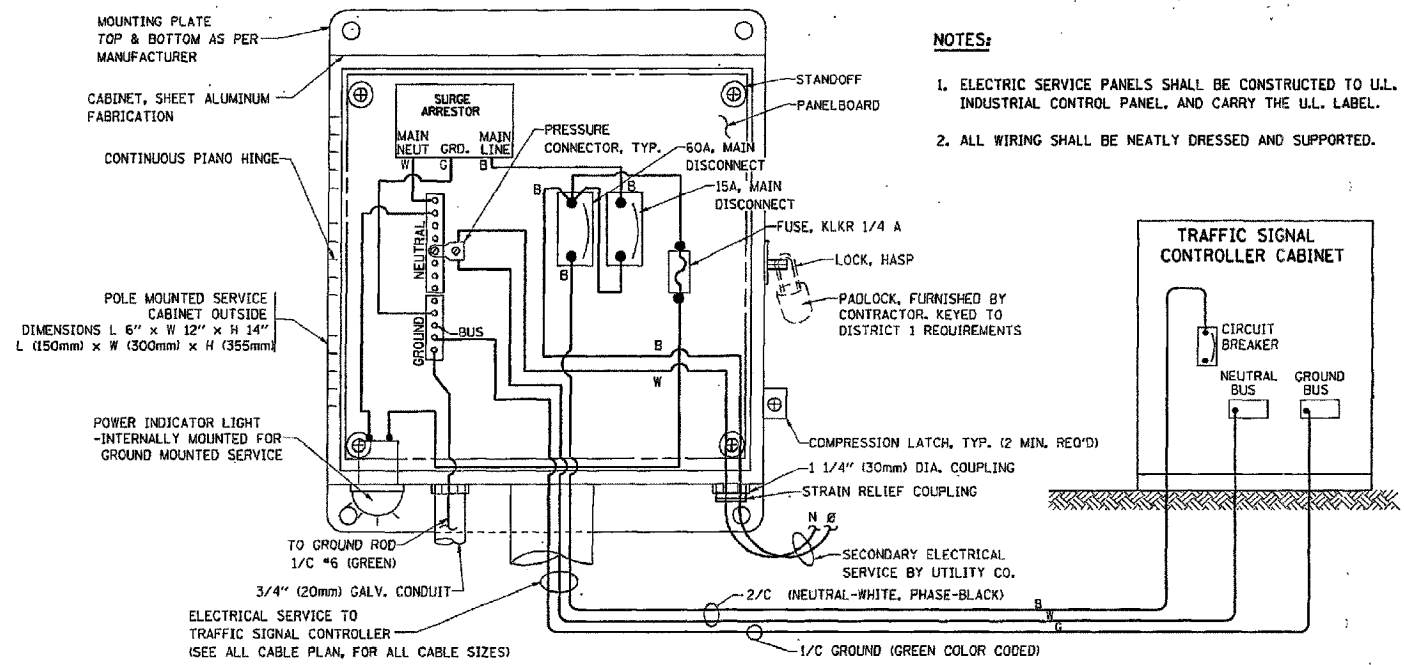 MOUNTING PLATE
TOP & BOTTOM AS PER
MANUFACTURER
CABINET, SHEET ALUMINUM
FABRICATION
CONTINUOUS PIANO HINGE
POLE MOUNTED SERVICE
CABINET OUTSIDE
DIMENSIONS L 6" x W 12" x H 14"
L (150mm) x W (300mm) x H (355mm)
POWER INDICATOR LIGHT
-INTERNALLY MOUNTED FOR
GROUND MOUNTED SERVICE
SURGE
ARRESTOR
MAIN
NEUT
GRD.
MAIN
LINE
W
G
B
NEUTRAL
GROUND
BUS
PRESSURE
CONNECTOR, TYP.
STANDOFF
PANELBOARD
60A, MAIN
DISCONNECT
15A, MAIN
DISCONNECT
B
B
B
FUSE, KLKR 1/4 A
LOCK, HASP
PADLOCK, FURNISHED BY
CONTRACTOR. KEYED TO
DISTRICT 1 REQUIREMENTS
B
W
COMPRESSION LATCH, TYP. (2 MIN. REQ'D)
1 1/4" (30mm) DIA. COUPLING
STRAIN RELIEF COUPLING
N Ø
SECONDARY ELECTRICAL
SERVICE BY UTILITY CO.
TO GROUND ROD
1/C #6 (GREEN)
3/4" (20mm) GALV. CONDUIT
ELECTRICAL SERVICE TO
TRAFFIC SIGNAL CONTROLLER
(SEE ALL CABLE PLAN, FOR ALL CABLE SIZES)
2/C (NEUTRAL-WHITE, PHASE-BLACK)
B
W
G
1/C GROUND (GREEN COLOR CODED)
NOTES:
1. ELECTRIC SERVICE PANELS SHALL BE CONSTRUCTED TO U.L.
INDUSTRIAL CONTROL PANEL, AND CARRY THE U.L. LABEL.
2. ALL WIRING SHALL BE NEATLY DRESSED AND SUPPORTED.
TRAFFIC SIGNAL
CONTROLLER CABINET
CIRCUIT
BREAKER
NEUTRAL
BUS
GROUND
BUS